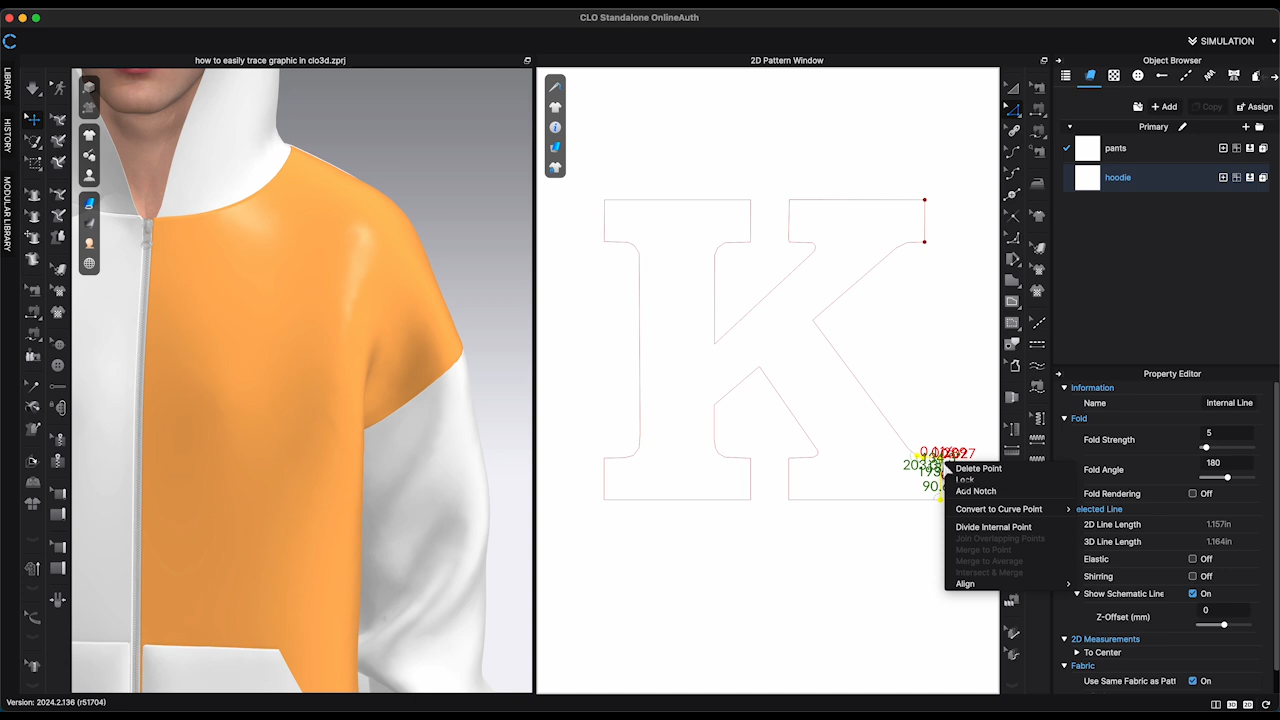 CLO Standalone OnlineAuth
SIMULATION
how to easily trace graphic in clo3d.zprj
2D Pattern Window
Object Browser
LIBRARY
HISTORY
MODULAR LIBRARY
+ Add
Copy
Assign
Primary
pants
hoodie
K
Property Editor
Information
Name
Internal Line
Fold
Fold Strength
5
Fold Angle
180
Fold Rendering
Off
elected Line
2D Line Length
1.157in
3D Line Length
1.164in
Elastic
Off
Shirring
Off
Show Schematic Line
On
Z-Offset (mm)
0
2D Measurements
To Center
Fabric
Use Same Fabric as Patt
On
Delete Point
Lock
Add Notch
Convert to Curve Point
Divide Internal Point
Join Overlapping Points
Merge to Point
Merge to Average
Intersect & Merge
Align
Version: 2024.2.136 (r51704)
3D
2D